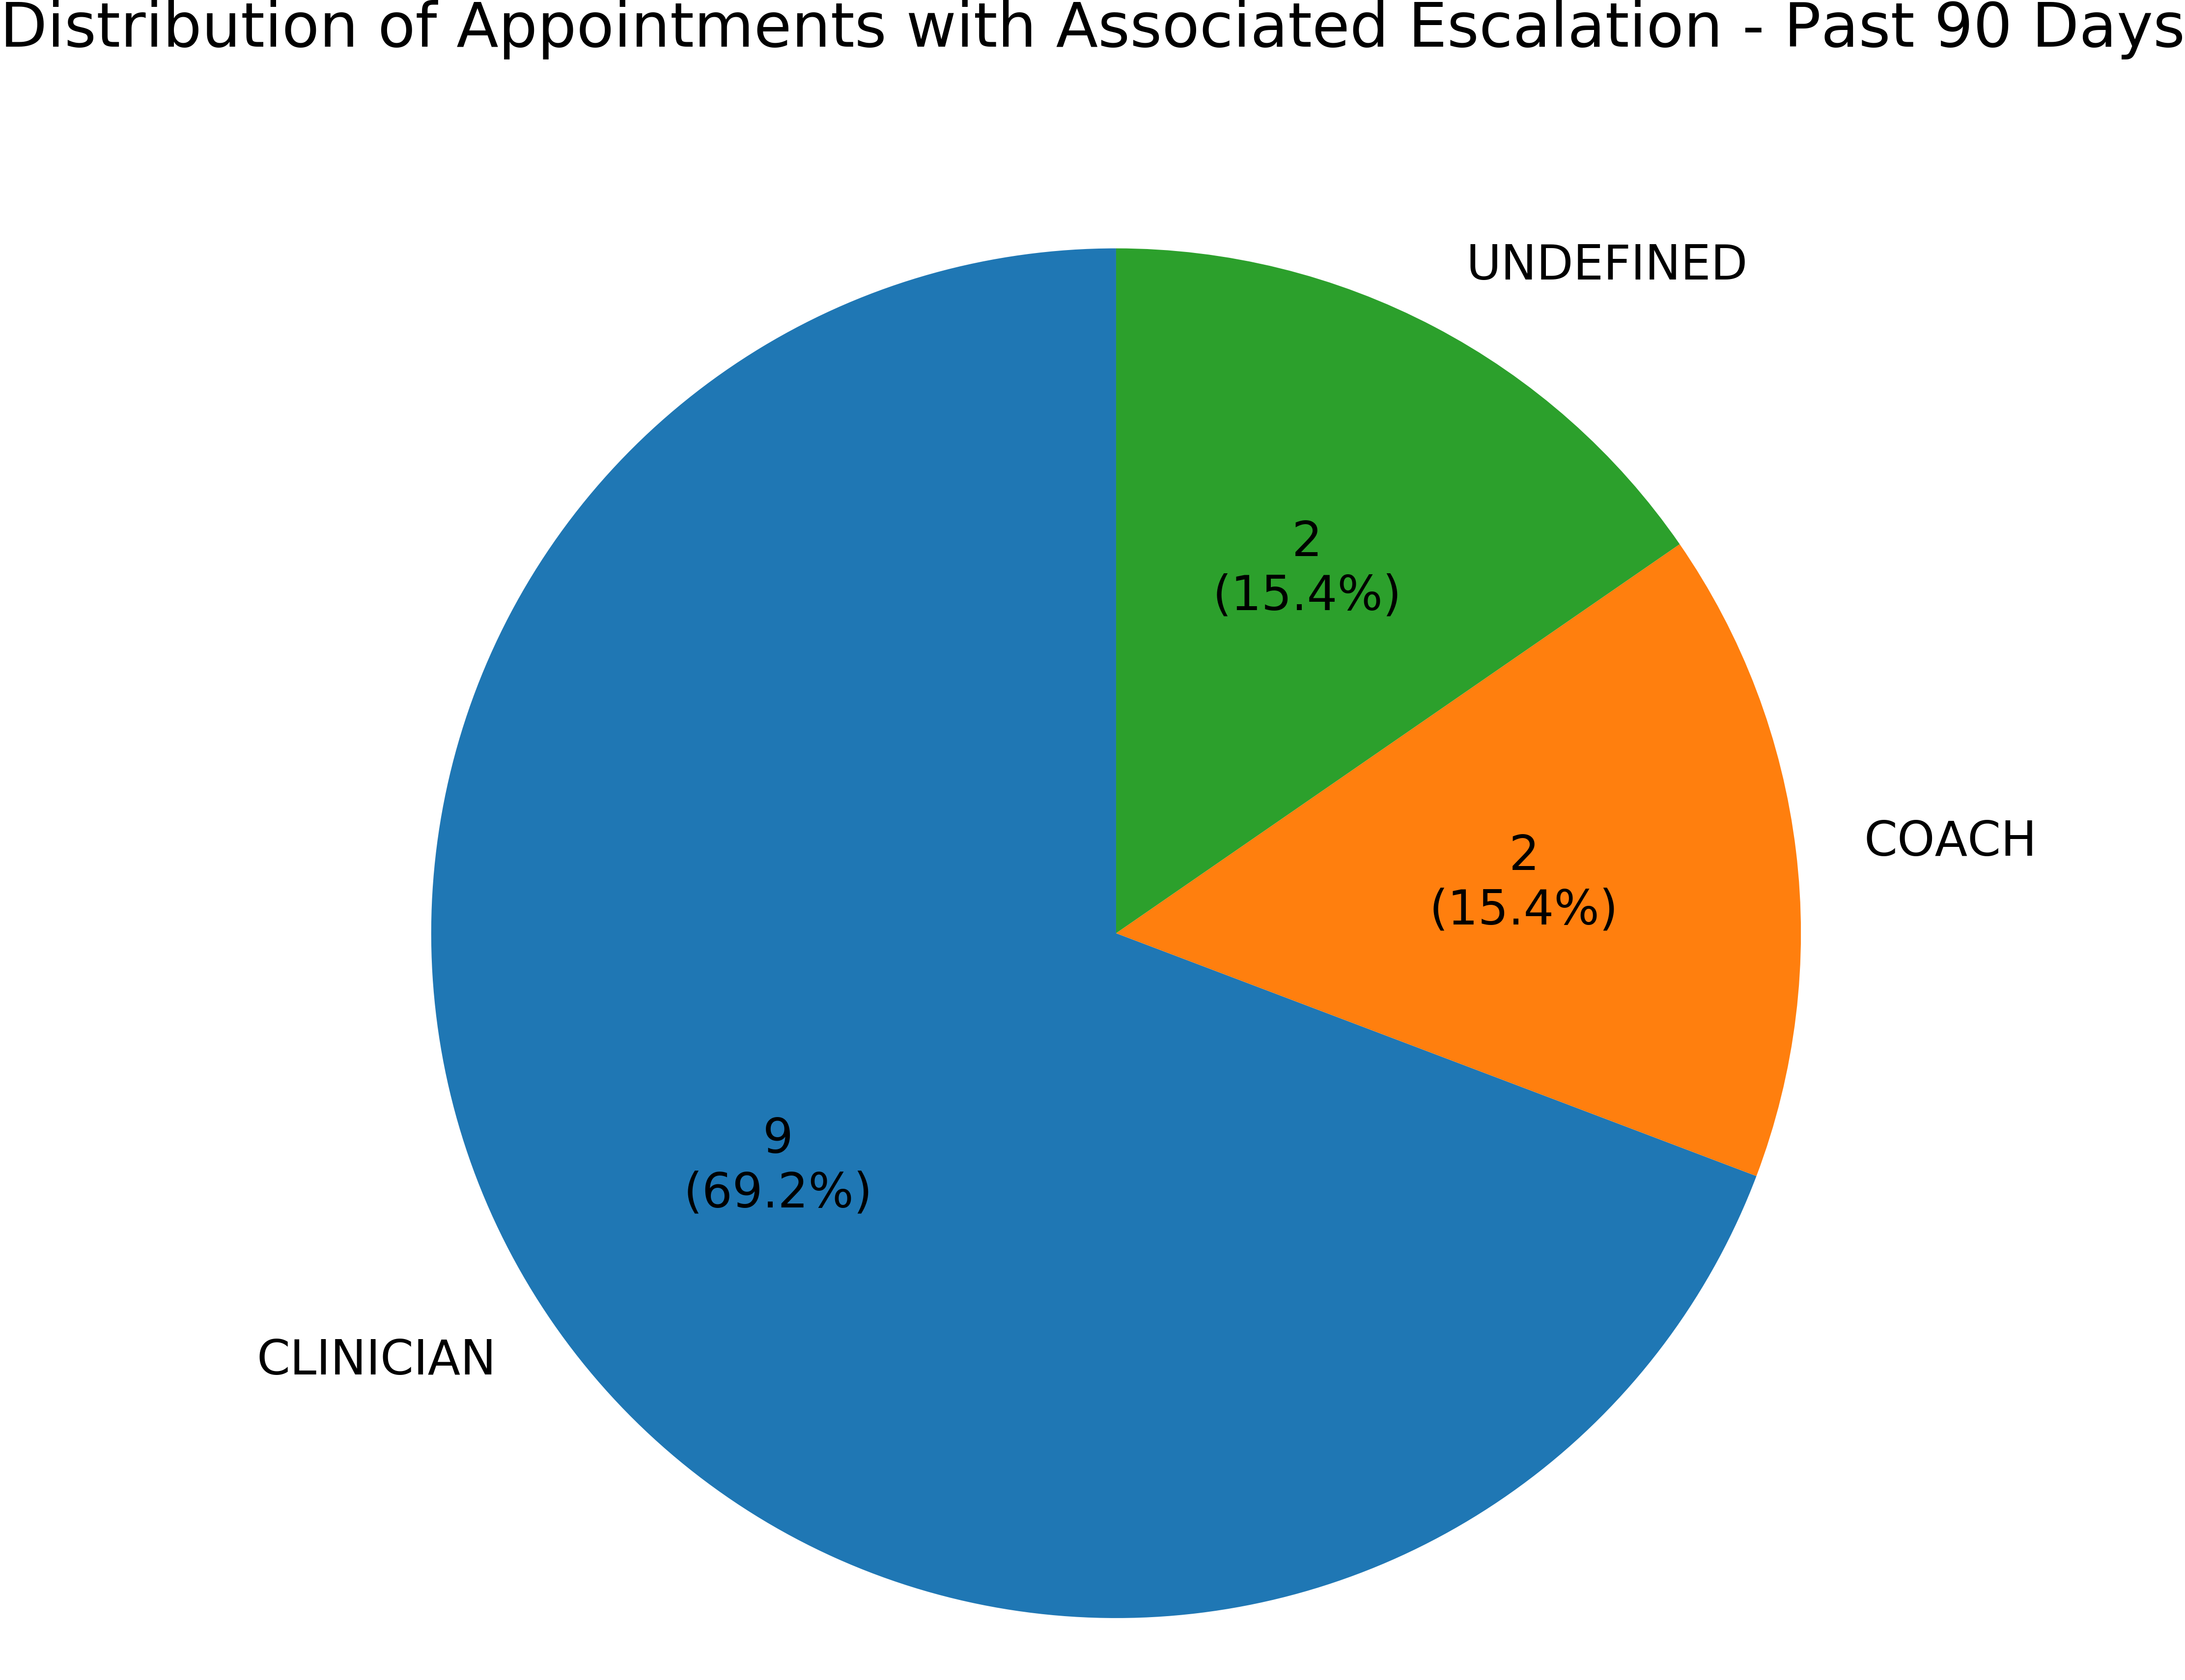 Distribution of Appointments with Associated Escalation - Past 90 Days
UNDEFINED
2
(15.4%)
COACH
2
(15.4%)
9
(69.2%)
CLINICIAN